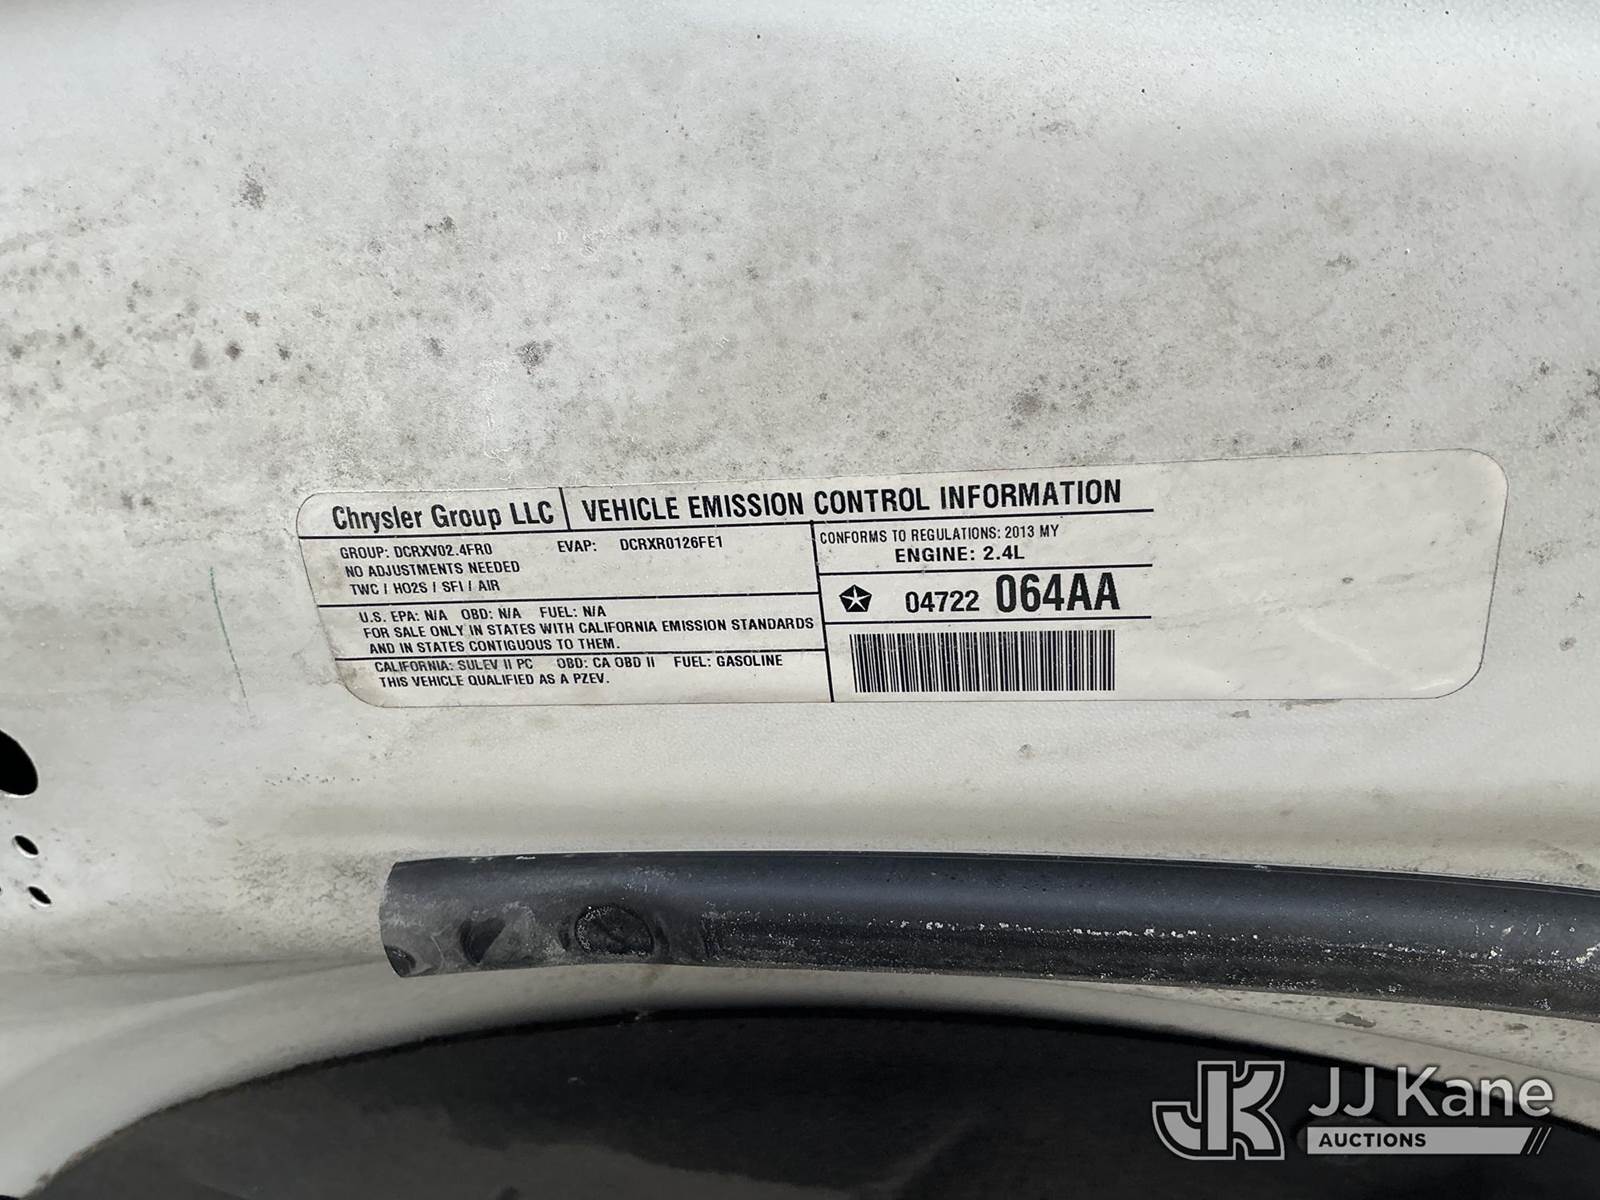 Chrysler Group LLC VEHICLE EMISSION CONTROL INFORMATION
GROUP: DCRXV02.4FR0 EVAP: DCRXR0126FE1
NO ADJUSTMENTS NEEDED
TWC / HO2S / SFI / AIR
U.S. EPA: N/A OBD: N/A FUEL: N/A
FOR SALE ONLY IN STATES WITH CALIFORNIA EMISSION STANDARDS
AND IN STATES CONTIGUOUS TO THEM.
CALIFORNIA: SULEV II PC OBD: CA OBD II FUEL: GASOLINE
THIS VEHICLE QUALIFIED AS A PZEV.
CONFORMS TO REGULATIONS: 2013 MY
ENGINE: 2.4L
04722 064AA
JK JJ Kane
AUCTIONS